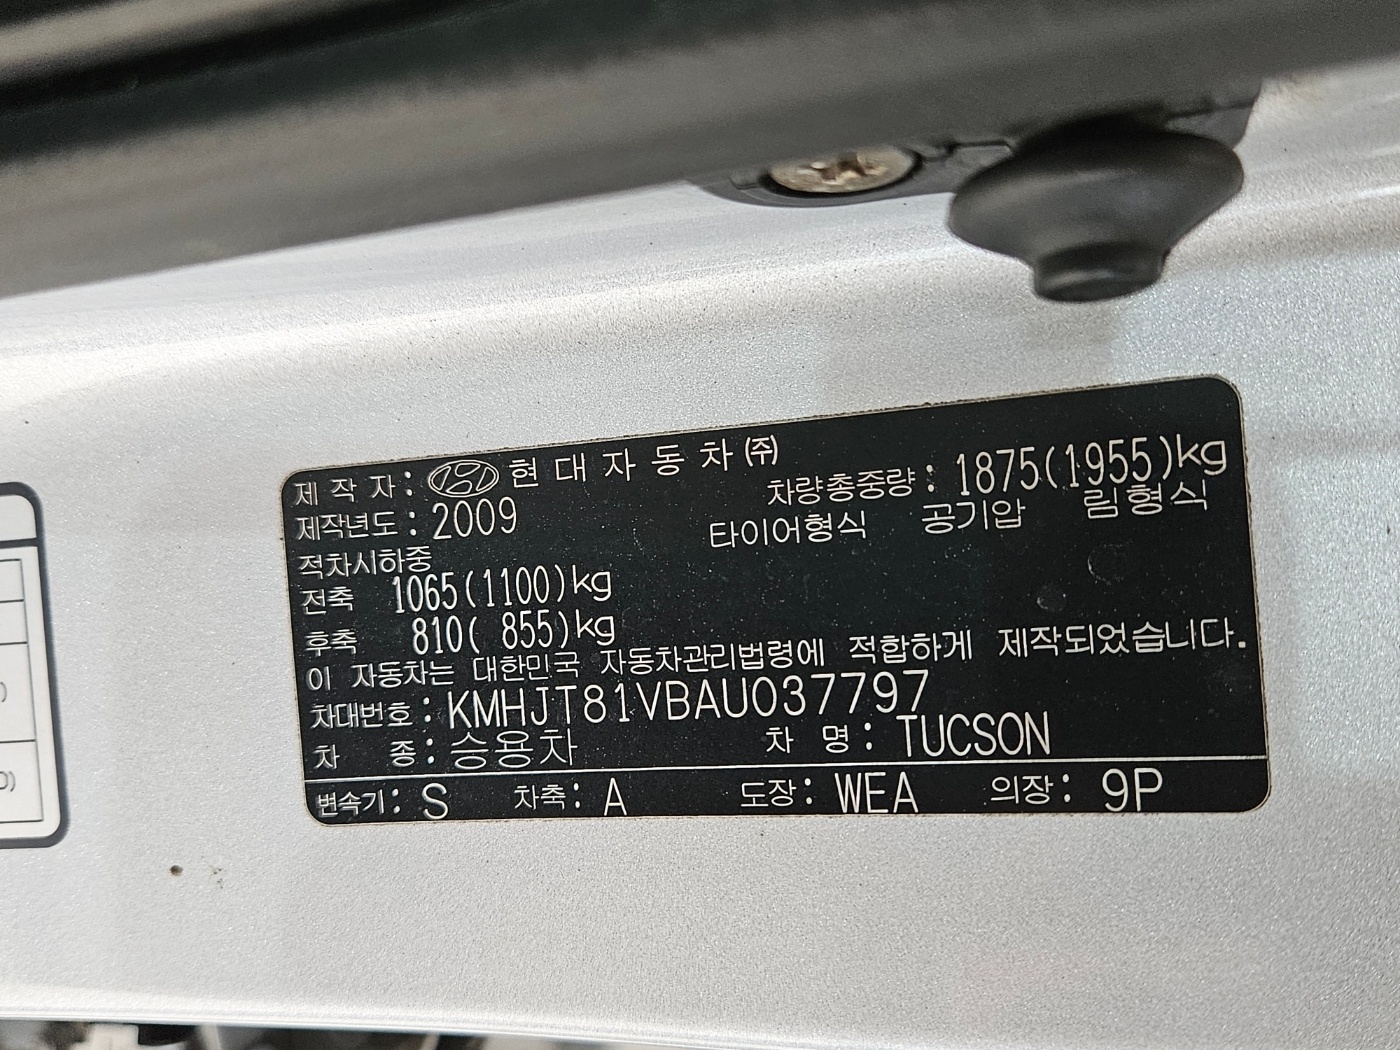 제 작 자 : 현 대 자 동 차 ㈜
차량총중량 : 1875(1955)kg
제작년도 : 2009
타이어형식 공기압 림형식
적차시하중
전축 1065(1100)kg
후축 810( 855)kg
이 자동차는 대한민국 자동차관리법령에 적합하게 제작되었습니다.
차대번호 : KMHJT81VBAU037797
차 종 : 승용차 차 명 : TUCSON
변속기 : S 차축 : A 도장 : WEA 의장 : 9P